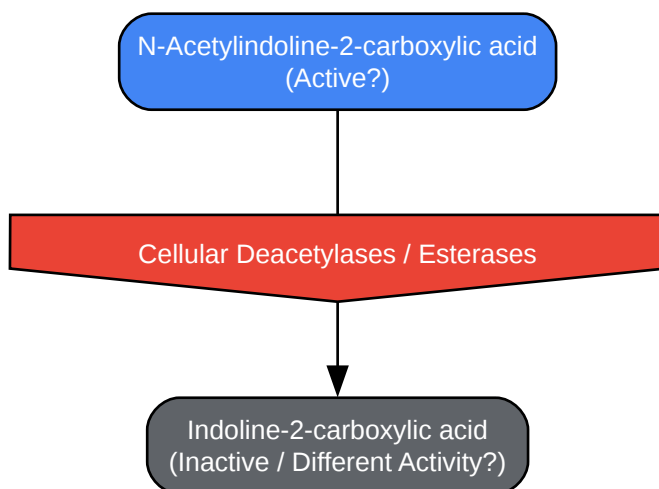 N-Acetylindoline-2-carboxylic acid
(Active?)
Cellular Deacetylases / Esterases
Indoline-2-carboxylic acid
(Inactive / Different Activity?)